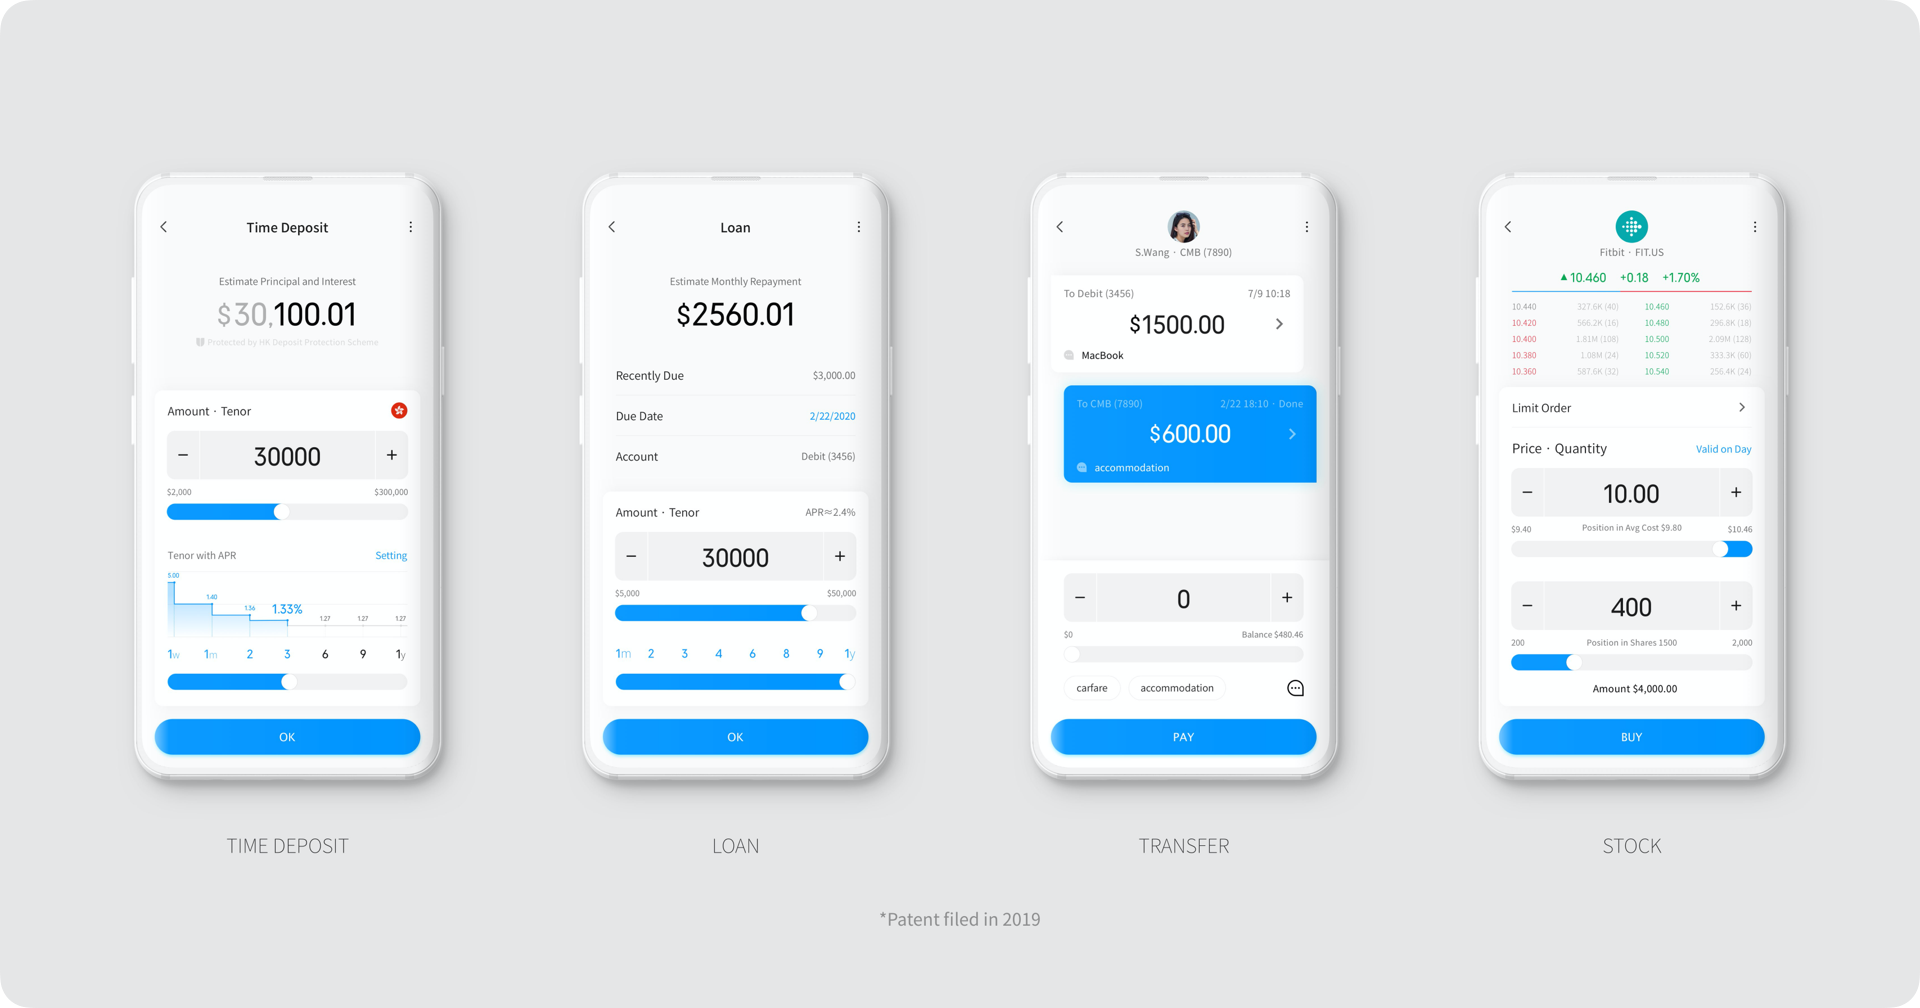 Time Deposit
Estimate Principal and Interest
$30,100.01
Protected by HK Deposit Protection Scheme
Amount · Tenor
− 30000 +
$2,000 $300,000
Tenor with APR Setting
5.00
1.40
1.36
1.33%
1.27 1.27 1.27
1w 1m 2 3 6 9 1y
OK
TIME DEPOSIT
Loan
Estimate Monthly Repayment
$2560.01
Recently Due $3,000.00
Due Date 2/22/2020
Account Debit (3456)
Amount · Tenor APR≈2.4%
− 30000 +
$5,000 $50,000
1m 2 3 4 6 8 9 1y
OK
LOAN
S.Wang · CMB (7890)
To Debit (3456) 7/9 10:18
$1500.00
MacBook
To CMB (7890) 2/22 18:10 · Done
$600.00
accommodation
− 0 +
$0 Balance $480.46
carfare accommodation
PAY
TRANSFER
Fitbit · FIT.US
10.460 +0.18 +1.70%
10.440 327.6K (40) 10.460 152.6K (36)
10.420 566.2K (16) 10.480 296.8K (18)
10.400 1.81M (108) 10.500 2.09M (128)
10.380 1.08M (24) 10.520 333.3K (60)
10.360 587.6K (32) 10.540 256.4K (24)
Limit Order
Price · Quantity Valid on Day
− 10.00 +
$9.40 Position in Avg Cost $9.80 $10.46
− 400 +
200 Position in Shares 1500 2,000
Amount $4,000.00
BUY
STOCK
*Patent filed in 2019